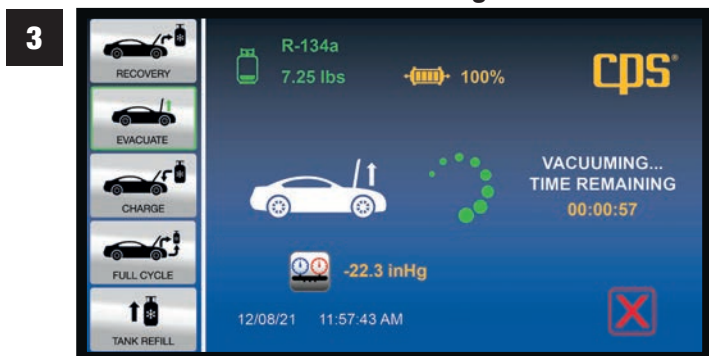 3
RECOVERY
EVACUATE
CHARGE
FULL CYCLE
TANK REFILL
R-134a
7.25 lbs
100%
CPS®
VACUUMING...
TIME REMAINING
00:00:57
-22.3 inHg
12/08/21 11:57:43 AM